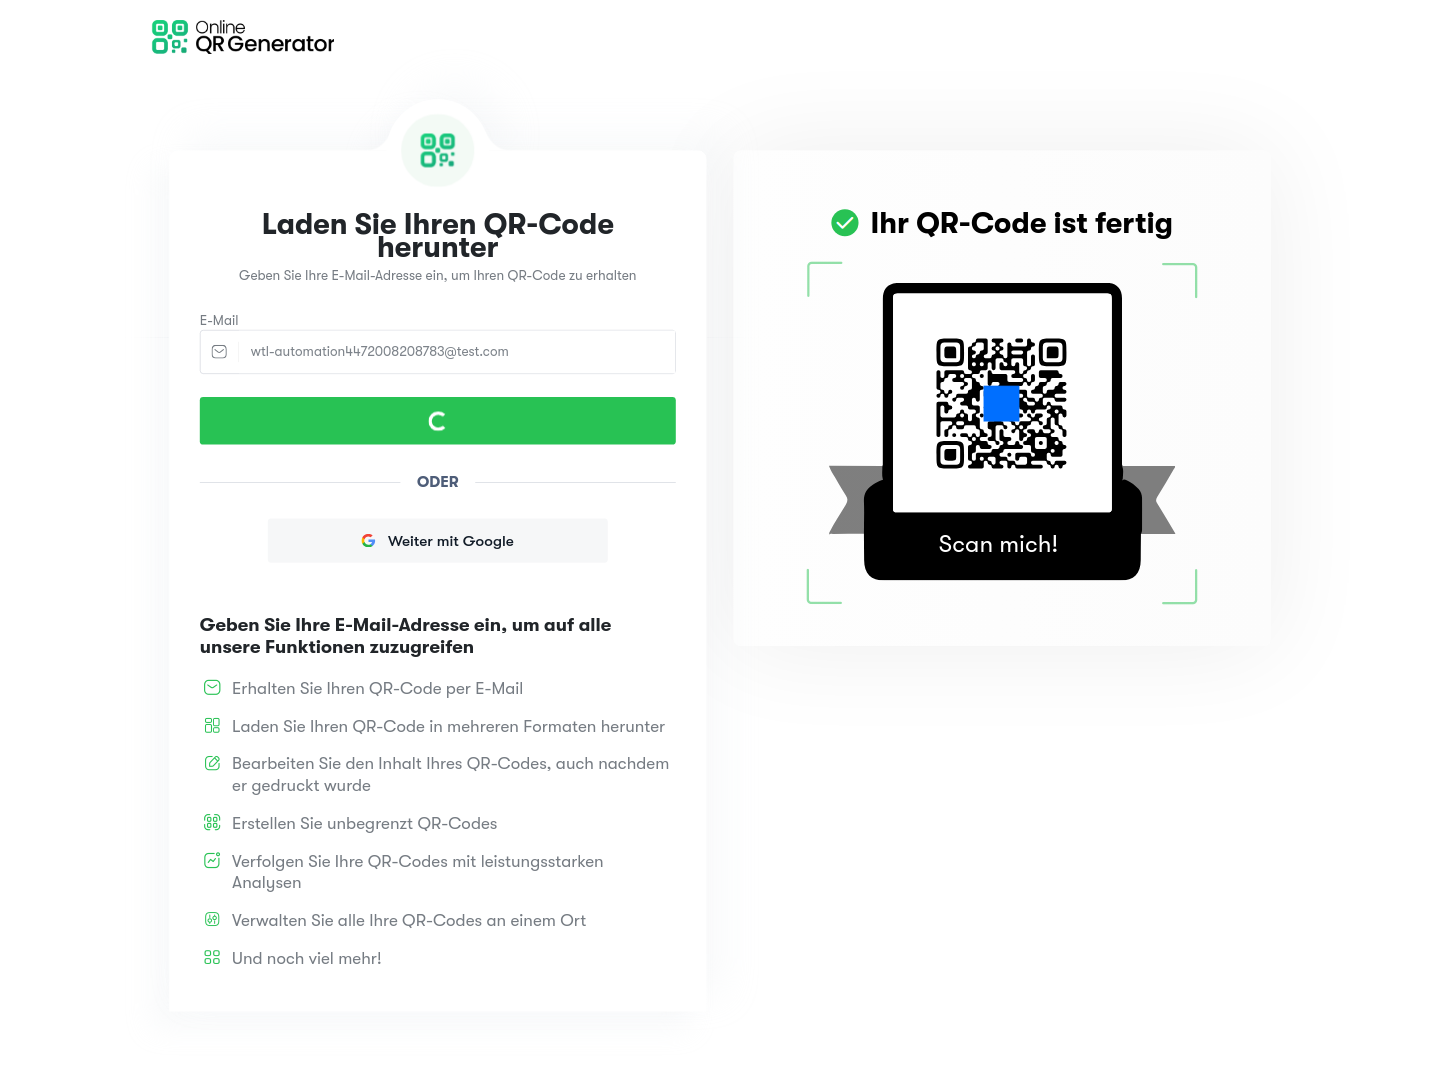 Online
QR Generator
Laden Sie Ihren QR-Code
herunter
Geben Sie Ihre E-Mail-Adresse ein, um Ihren QR-Code zu erhalten
E-Mail
wtl-automation4472008208783@test.com
ODER
Weiter mit Google
Geben Sie Ihre E-Mail-Adresse ein, um auf alle
unsere Funktionen zuzugreifen
Erhalten Sie Ihren QR-Code per E-Mail
Laden Sie Ihren QR-Code in mehreren Formaten herunter
Bearbeiten Sie den Inhalt Ihres QR-Codes, auch nachdem
er gedruckt wurde
Erstellen Sie unbegrenzt QR-Codes
Verfolgen Sie Ihre QR-Codes mit leistungsstarken
Analysen
Verwalten Sie alle Ihre QR-Codes an einem Ort
Und noch viel mehr!
Ihr QR-Code ist fertig
Scan mich!